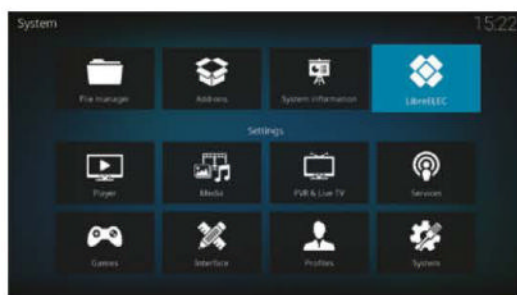 System 15:22
File manager Add-ons System information LibreELEC
Settings
Player Media PVR & Live TV Services
Games Interface Profiles System